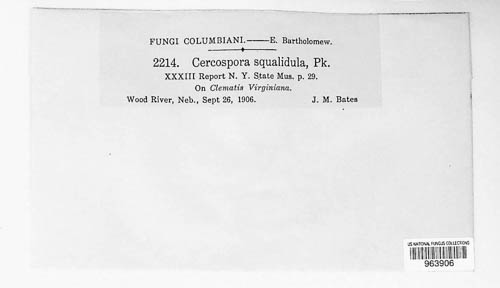 FUNGI COLUMBIANI.——E. Bartholomew.
2214. Cercospora squalidula, Pk.
XXXIII Report N. Y. State Mus. p. 29.
On Clematis Virginiana.
Wood River, Neb., Sept 26, 1906. J. M. Bates
US NATIONAL FUNGUS COLLECTIONS
963906